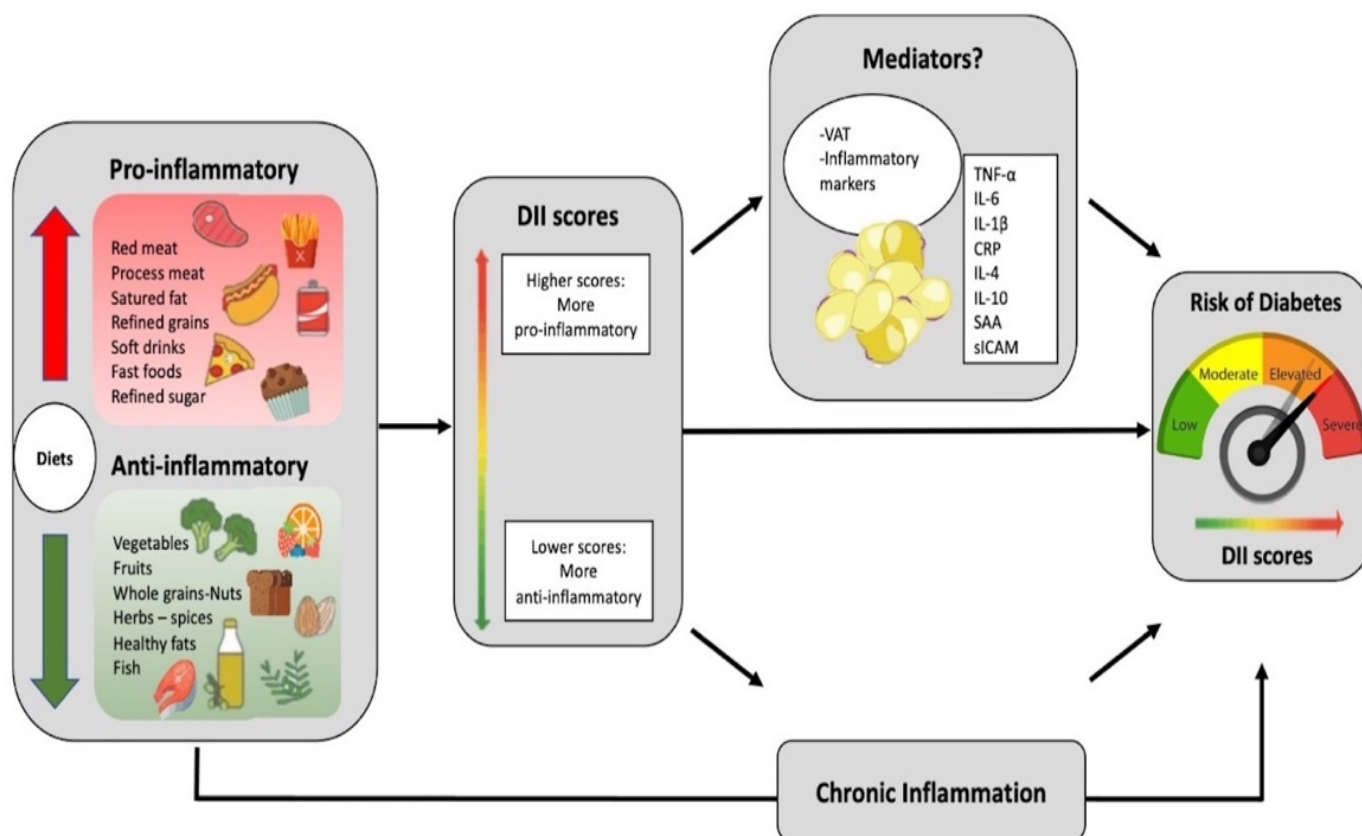 Pro-inflammatory
Red meat
Process meat
Satured fat
Refined grains
Soft drinks
Fast foods
Refined sugar
Diets
Anti-inflammatory
Vegetables
Fruits
Whole grains-Nuts
Herbs – spices
Healthy fats
Fish
DII scores
Higher scores:
More
pro-inflammatory
Lower scores:
More
anti-inflammatory
Mediators?
-VAT
-Inflammatory
markers
TNF-α
IL-6
IL-1β
CRP
IL-4
IL-10
SAA
sICAM
Risk of Diabetes
Low
Moderate
Elevated
Severe
DII scores
Chronic Inflammation